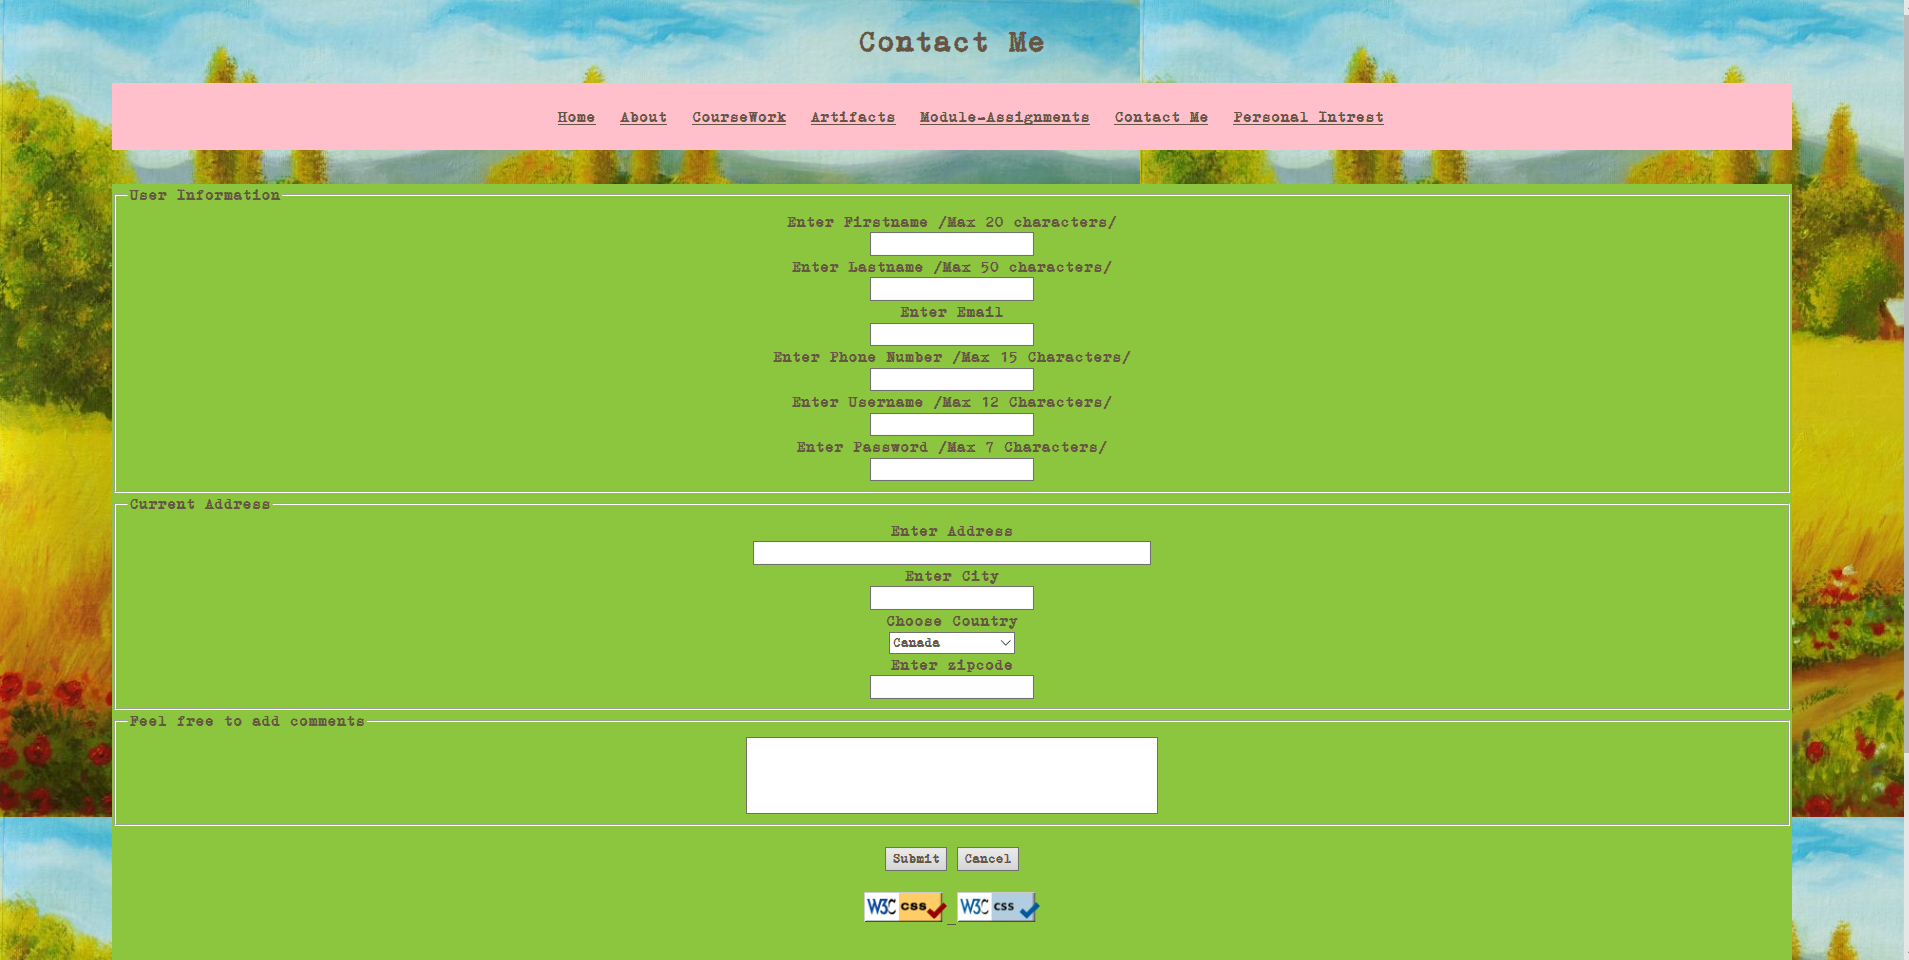 Contact Me
Home About CourseWork Artifacts Module-Assignments Contact Me Personal Intrest
User Information
Enter Firstname /Max 20 characters/
Enter Lastname /Max 50 characters/
Enter Email
Enter Phone Number /Max 15 Characters/
Enter Username /Max 12 Characters/
Enter Password /Max 7 Characters/
Current Address
Enter Address
Enter City
Choose Country
Canada
Enter zipcode
Feel free to add comments
Submit Cancel
W3C css W3C css